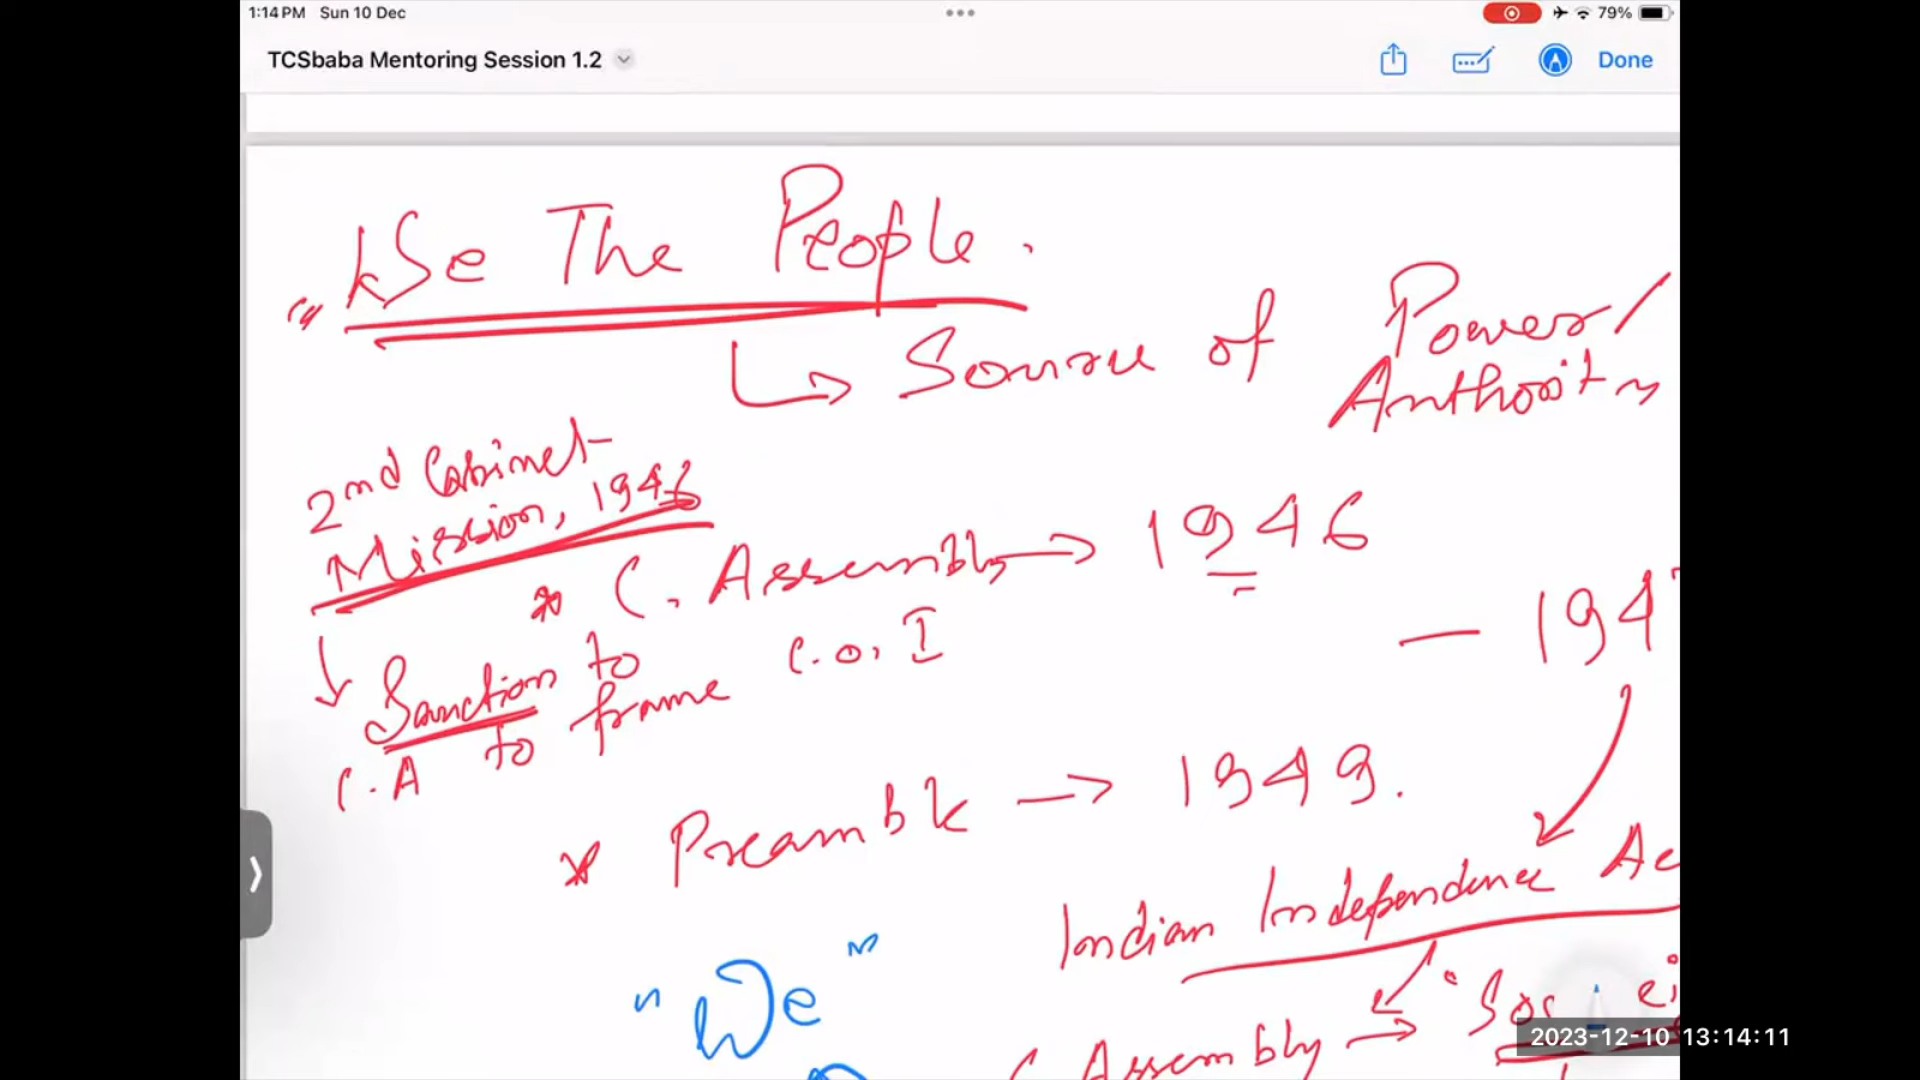 1:14 PM Sun 10 Dec
79%
TCSbaba Mentoring Session 1.2
Done
"We The People.
Source of Power/
Authority
2nd Cabinet
Mission, 1946
* C. Assembly → 1946
— 194
Sanction to
C.A to frame C.O.I
* Preamble → 1949.
Indian Independence Ac
"We"
C Assembly →
2023-12-10 13:14:11